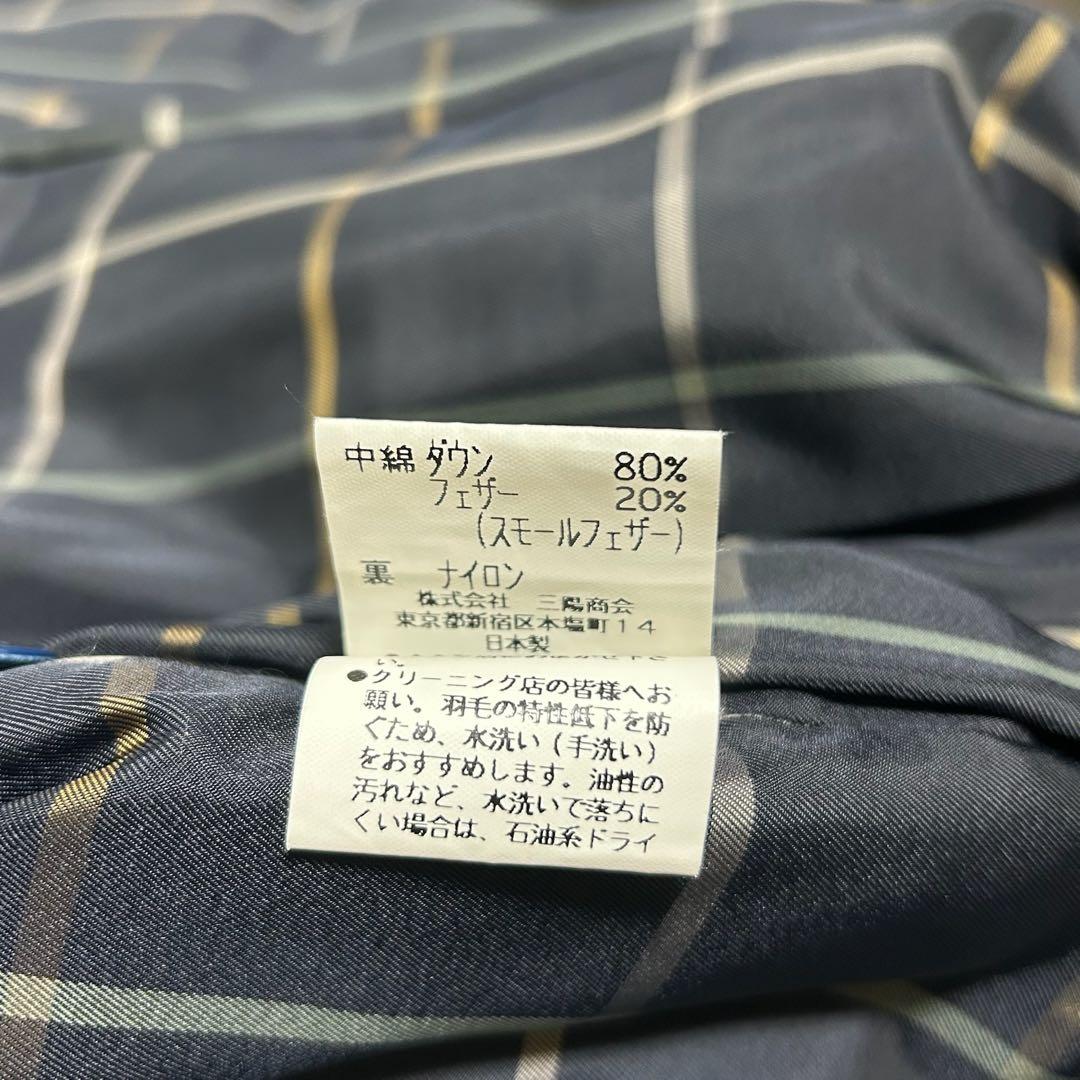 中綿 ダウン 80%
フェザー 20%
(スモールフェザー)
裏 ナイロン
株式会社 三陽商会
東京都新宿区本塩町14
日本製
い。
●クリーニング店の皆様へお
願い。羽毛の特性低下を防
ぐため、水洗い(手洗い)
をおすすめします。油性の
汚れなど、水洗いで落ちに
くい場合は、石油系ドライ